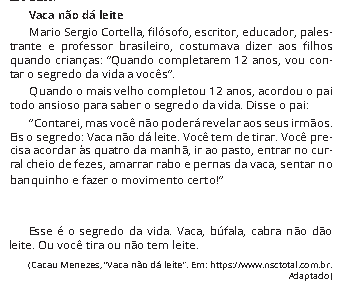 Vaca não dá leite
Mario Sergio Cortella, filósofo, escritor, educador, pales-
trante e professor brasileiro, costumava dizer aos filhos
quando crianças: “Quando completarem 12 anos, vou con-
tar o segredo da vida a vocês”.
Quando o mais velho completou 12 anos, acordou o pai
todo ansioso para saber o segredo da vida. Disse o pai:
“Contarei, mas você não poderá revelar aos seus irmãos.
Eis o segredo: Vaca não dá leite. Você tem de tirar. Você pre-
cisa acordar às quatro da manhã, ir ao pasto, entrar no cur-
ral cheio de fezes, amarrar rabo e pernas da vaca, sentar no
banquinho e fazer o movimento certo!”
Esse é o segredo da vida. Vaca, búfala, cabra não dão
leite. Ou você tira ou não tem leite.
(Cacau Menezes, “Vaca não dá leite”. Em: https://www.nsctotal.com.br.
Adaptado)